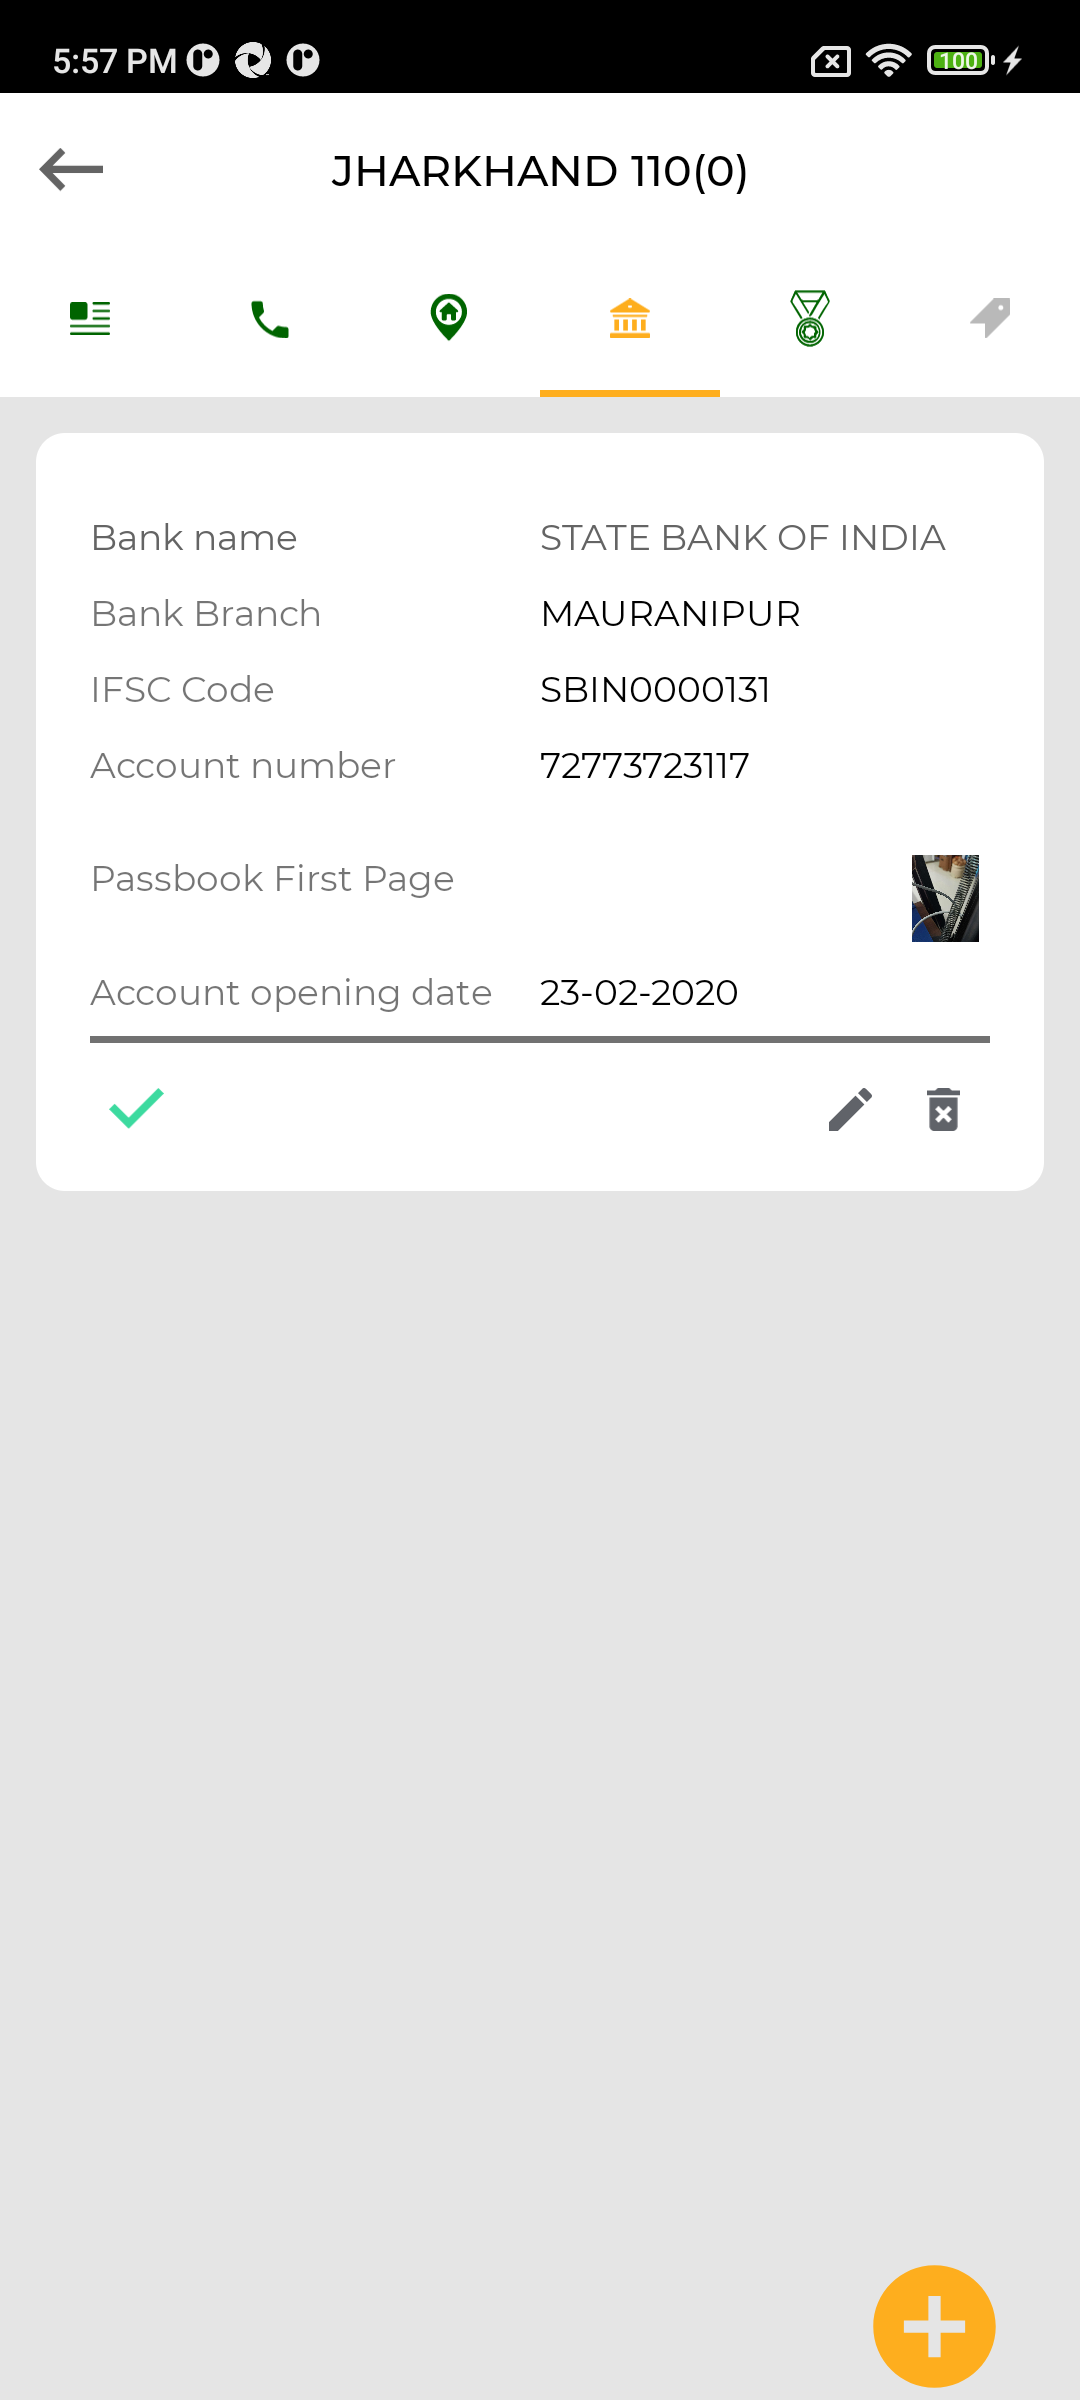 5:57 PM
100
JHARKHAND 110(0)
Bank name STATE BANK OF INDIA
Bank Branch MAURANIPUR
IFSC Code SBIN0000131
Account number 72773723117
Passbook First Page
Account opening date 23-02-2020